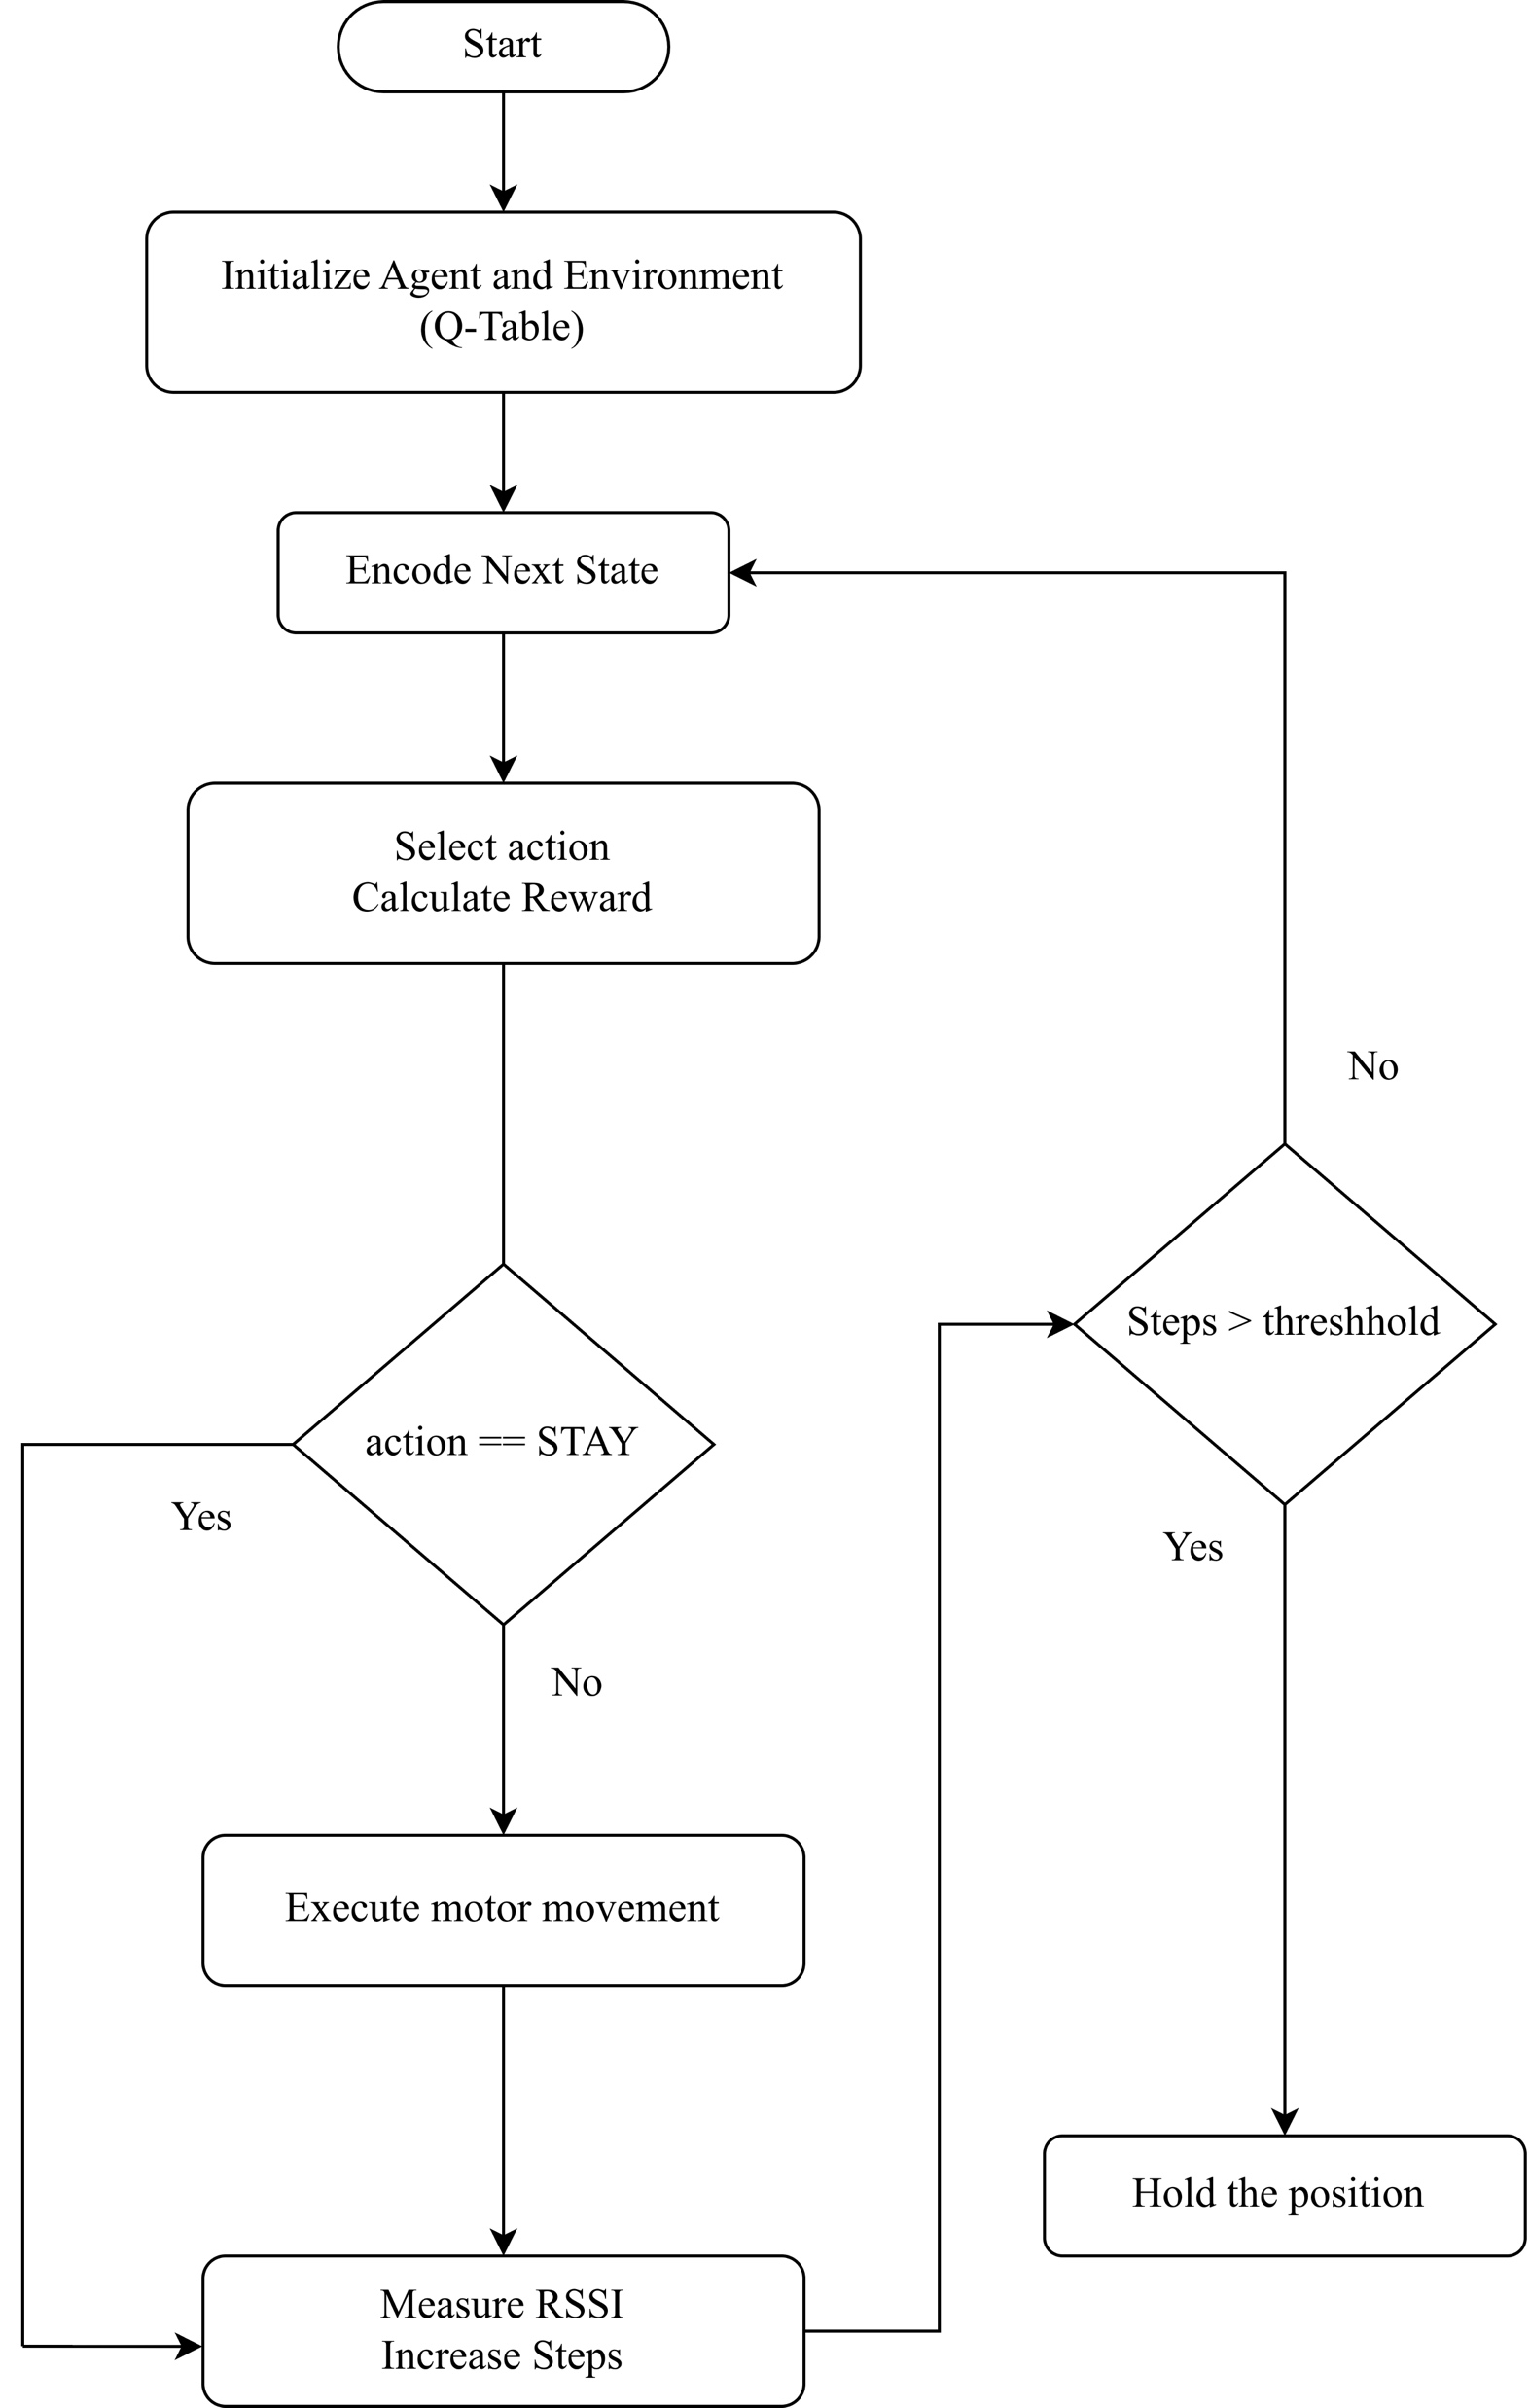 Start
Initialize Agent and Environment
(Q-Table)
Encode Next State
Select action
Calculate Reward
No
Steps > threshhold
action == STAY
Yes
Yes
No
Execute motor movement
Hold the position
Measure RSSI
Increase Steps